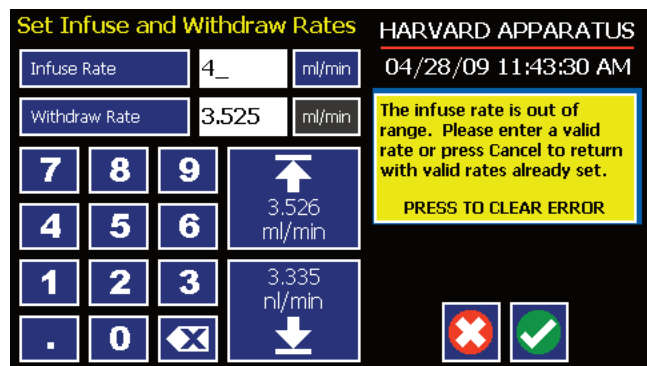 Set Infuse and Withdraw Rates
HARVARD APPARATUS
04/28/09 11:43:30 AM
Infuse Rate 4_ ml/min
Withdraw Rate 3.525 ml/min
The infuse rate is out of
range. Please enter a valid
rate or press Cancel to return
with valid rates already set.
PRESS TO CLEAR ERROR
7 8 9
4 5 6
1 2 3
. 0
3.526
ml/min
3.335
nl/min